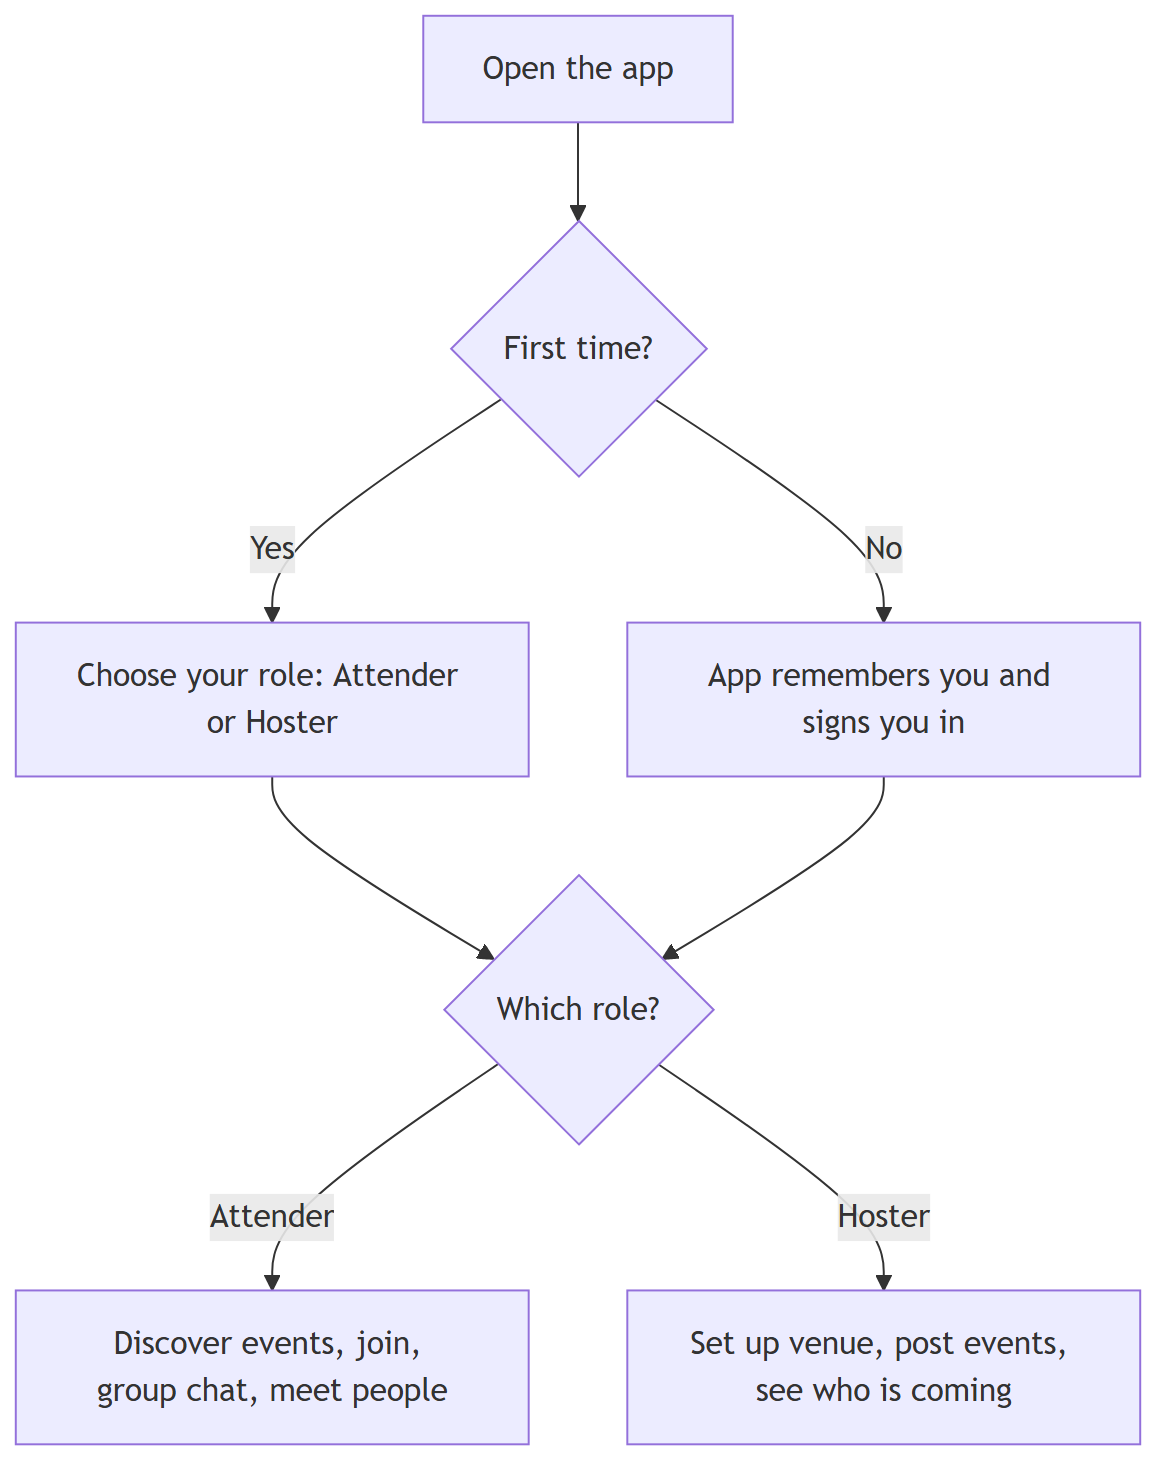 Open the app
First time?
Yes
No
Choose your role: Attender
or Hoster
App remembers you and
signs you in
Which role?
Attender
Hoster
Discover events, join,
group chat, meet people
Set up venue, post events,
see who is coming